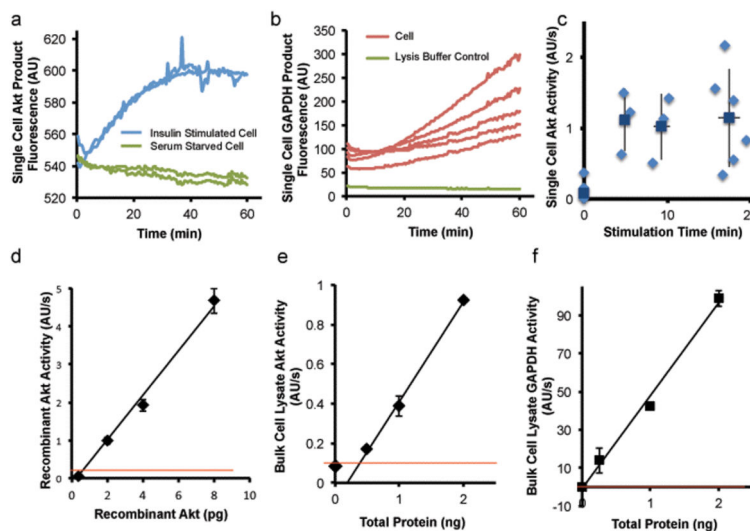 a
Single Cell Akt Product
Fluorescence
(AU)
620
600
580
560
540
520
Insulin Stimulated Cell
Serum Starved Cell
0 20 40 60
Time (min)
b
Single Cell GAPDH Product
Fluorescence (AU)
350
300
250
200
150
100
50
0
Cell
Lysis Buffer Control
0 20 40 60
Time (min)
c
Single Cell Akt Activity (AU/s)
2
1
0
0 10 2
Stimulation Time (min)
d
Recombinant Akt Activity (AU/s)
5
4
3
2
1
0
0 2 4 6 8 10
Recombinant Akt (pg)
e
Bulk Cell Lysate Akt Activity
(AU/s)
1
0.8
0.6
0.4
0.2
0
0 1 2
Total Protein (ng)
f
Bulk Cell Lysate GAPDH Activity
(AU/s)
90
70
50
30
10
-10
0 1 2
Total Protein (ng)